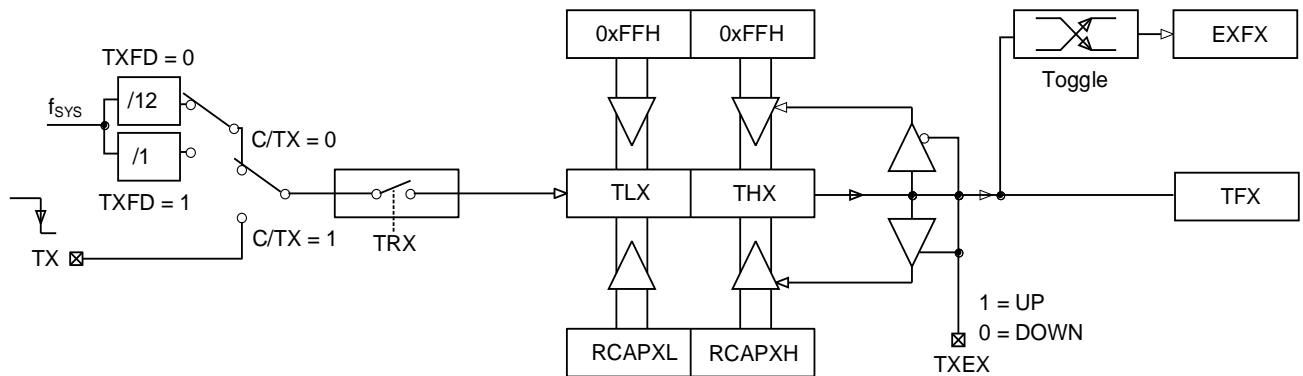 0xFFH 0xFFH EXFX
TXFD = 0
Toggle
fSYS /12
C/TX = 0
/1
TXFD = 1
TLX THX TFX
TRX
C/TX = 1
TX
1 = UP
0 = DOWN
RCAPXL RCAPXH
TXEX